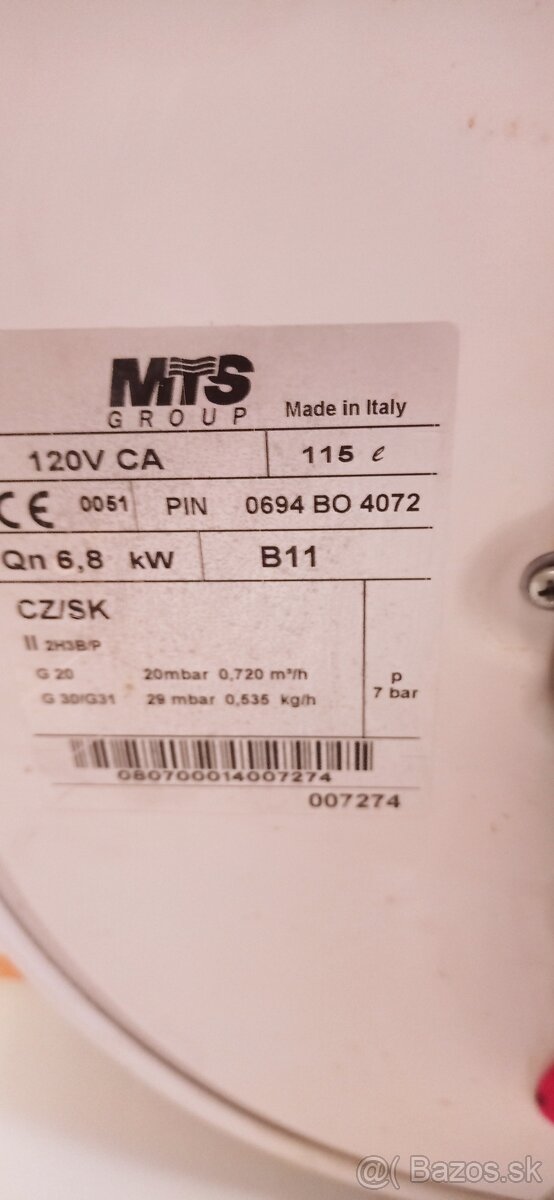 MTS
GROUP Made in Italy
120V CA 115 ℓ
CE 0051 PIN 0694 BO 4072
Qn 6,8 kW B11
CZ/SK
II 2H3B/P
G 20 20mbar 0,720 m³/h
G 30/G31 29 mbar 0,535 kg/h
p
7 bar
080700014007274
007274
@( Bazos.sk